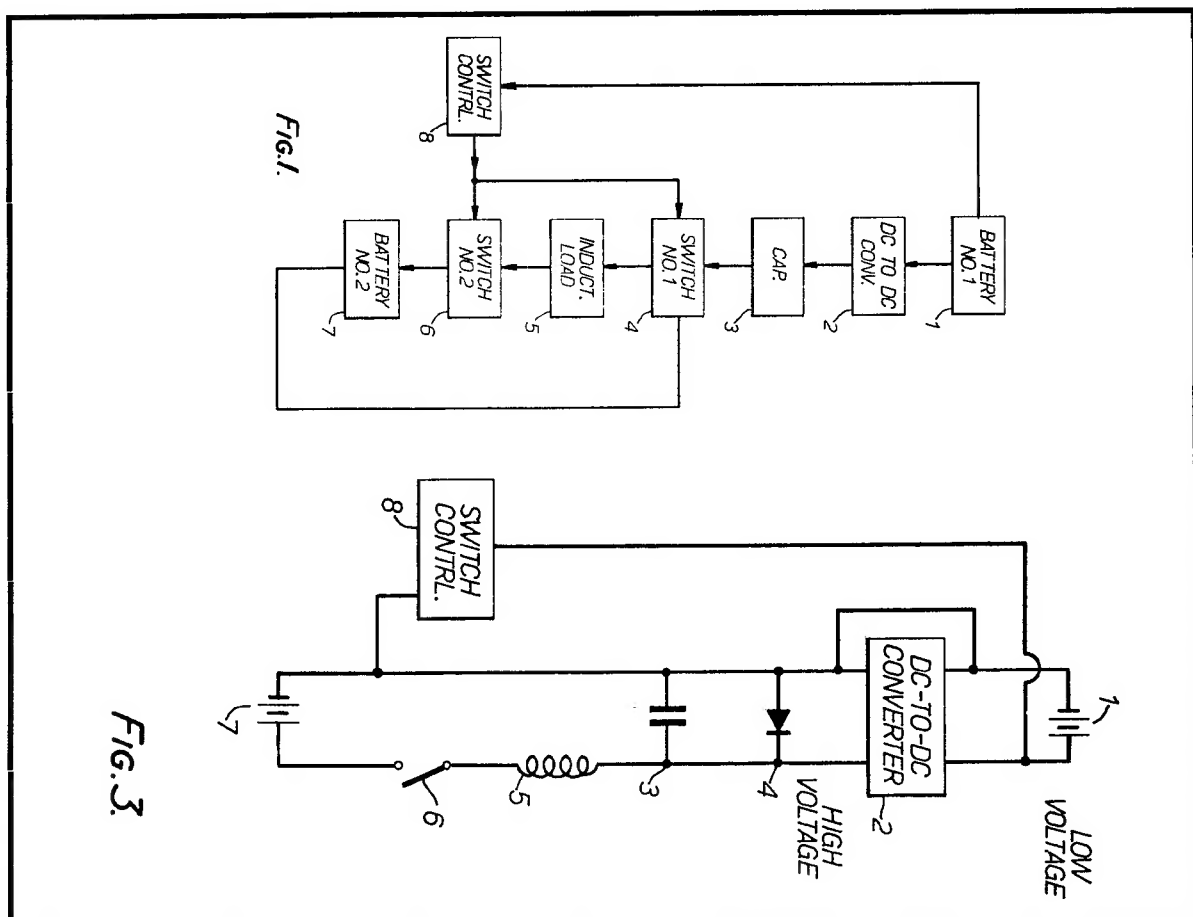 FIG.1.
BATTERY
NO.1
1
DC TO DC
CONV.
2
CAP.
3
SWITCH
NO.1
4
INDUCT.
LOAD
5
SWITCH
NO.2
6
BATTERY
NO.2
7
SWITCH
CONTRL.
8
FIG.3.
LOW
VOLTAGE
1
DC-TO-DC
CONVERTER
2
HIGH
VOLTAGE
4
3
5
6
7
SWITCH
CONTRL.
8